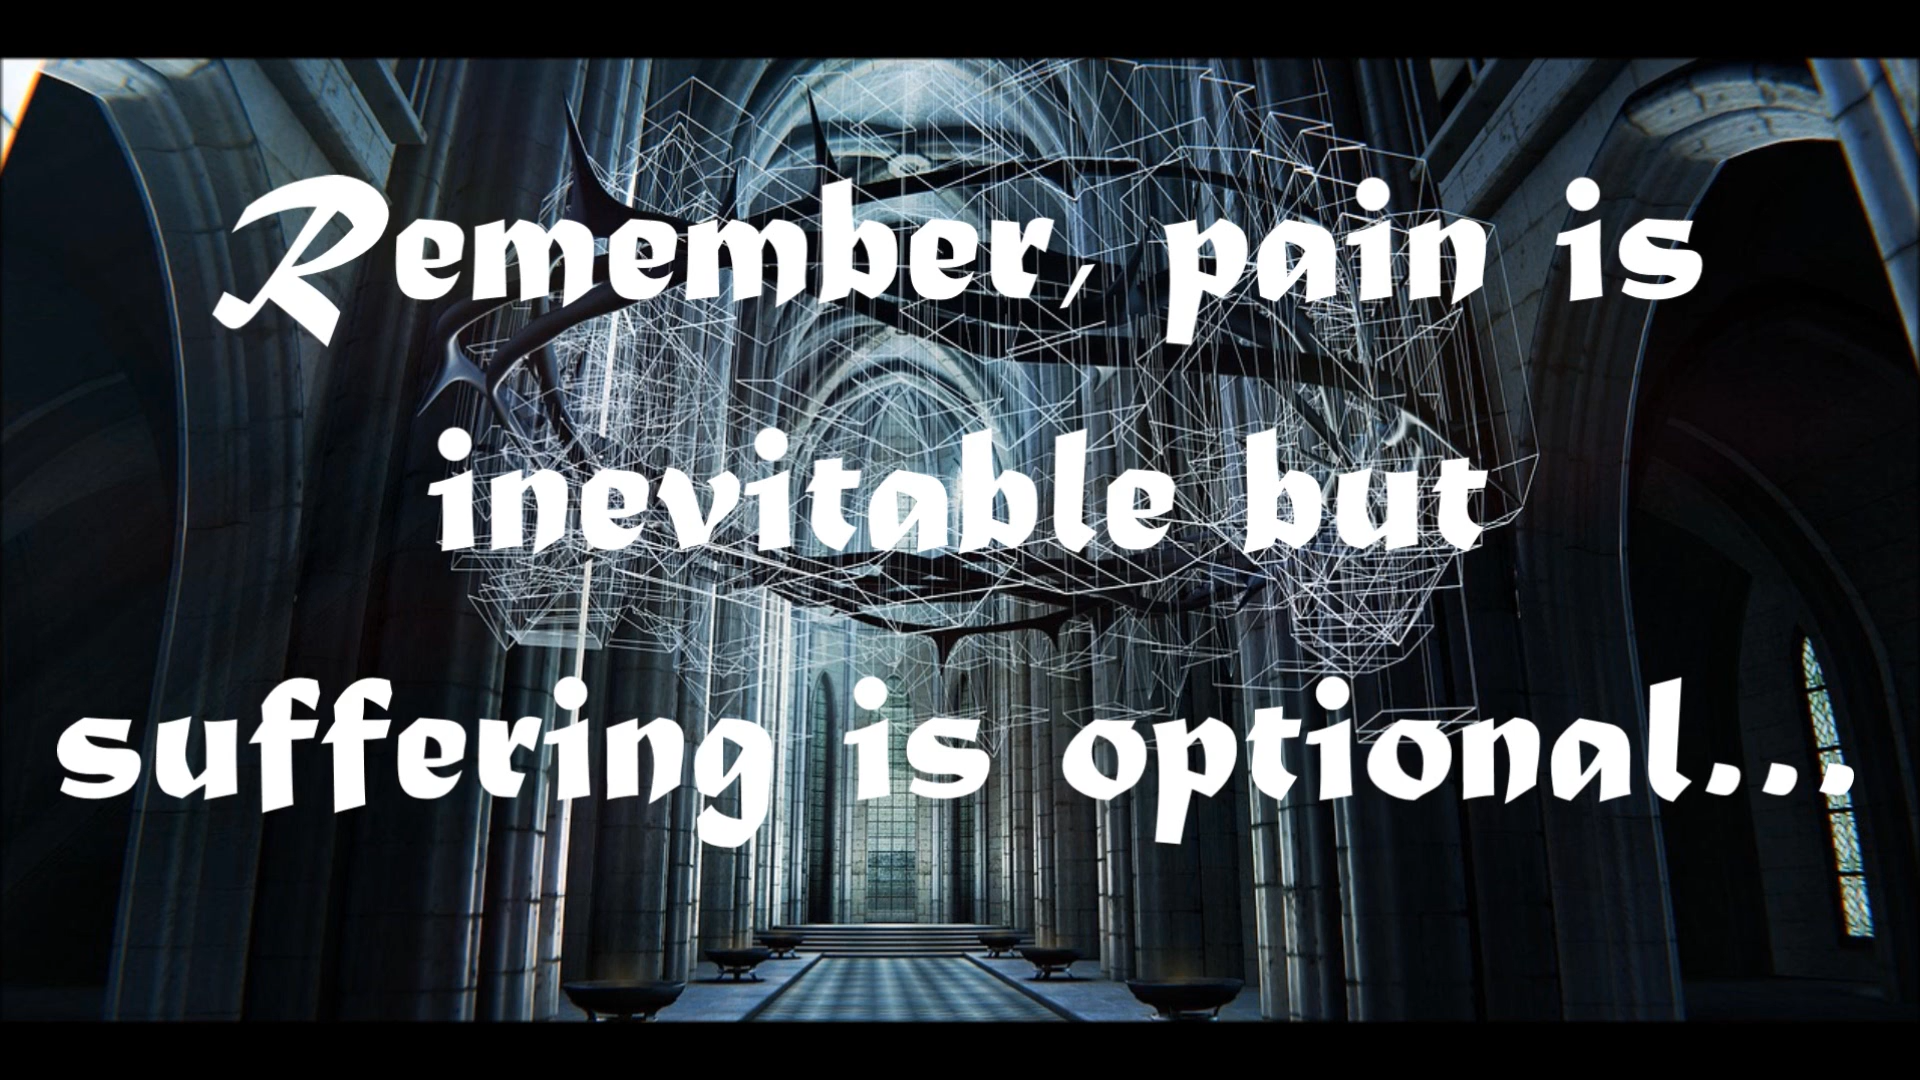 Remember, pain is
inevitable but
suffering is optional...